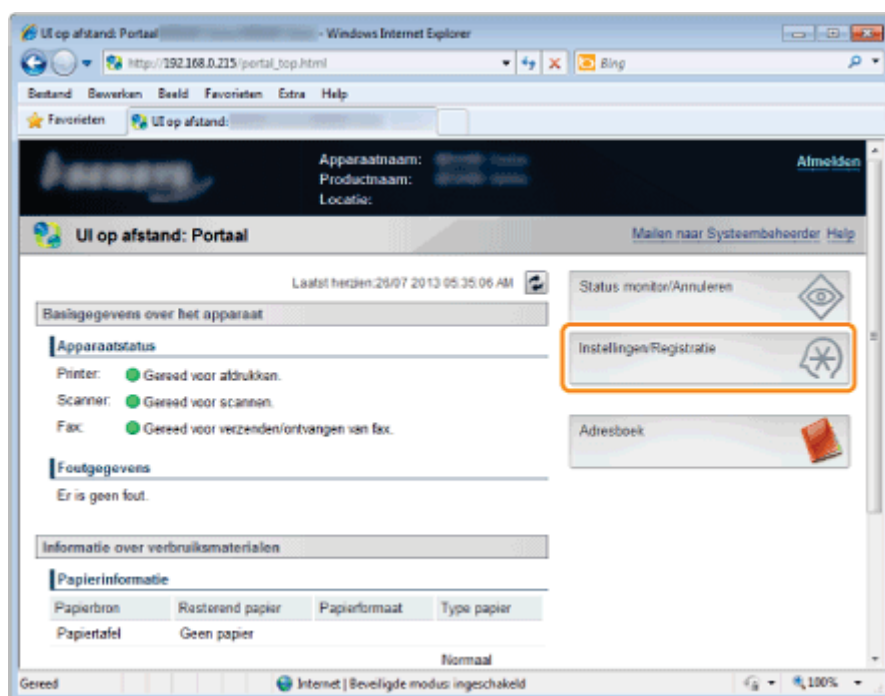 UI op afstand: Portaal - Windows Internet Explorer
http://192.168.0.215/portal_top.html
Bing
Bestand Bewerken Beeld Favorieten Extra Help
Favorieten UI op afstand:
Apparaatnaam:
Productnaam:
Locatie:
Afmelden
UI op afstand: Portaal
Mailen naar Systeembeheerder Help
Laatst herzien:26/07 2013 05:35:06 AM
Status monitor/Annuleren
Basisgegevens over het apparaat
Instellingen/Registratie
Apparaatstatus
Printer: Gereed voor afdrukken.
Scanner: Gereed voor scannen.
Fax: Gereed voor verzenden/ontvangen van fax.
Adresboek
Foutgegevens
Er is geen fout.
Informatie over verbruiksmaterialen
Papierinformatie
Papierbron Resterend papier Papierformaat Type papier
Papiertafel Geen papier
Normaal
Gereed Internet | Beveiligde modus: ingeschakeld 100%